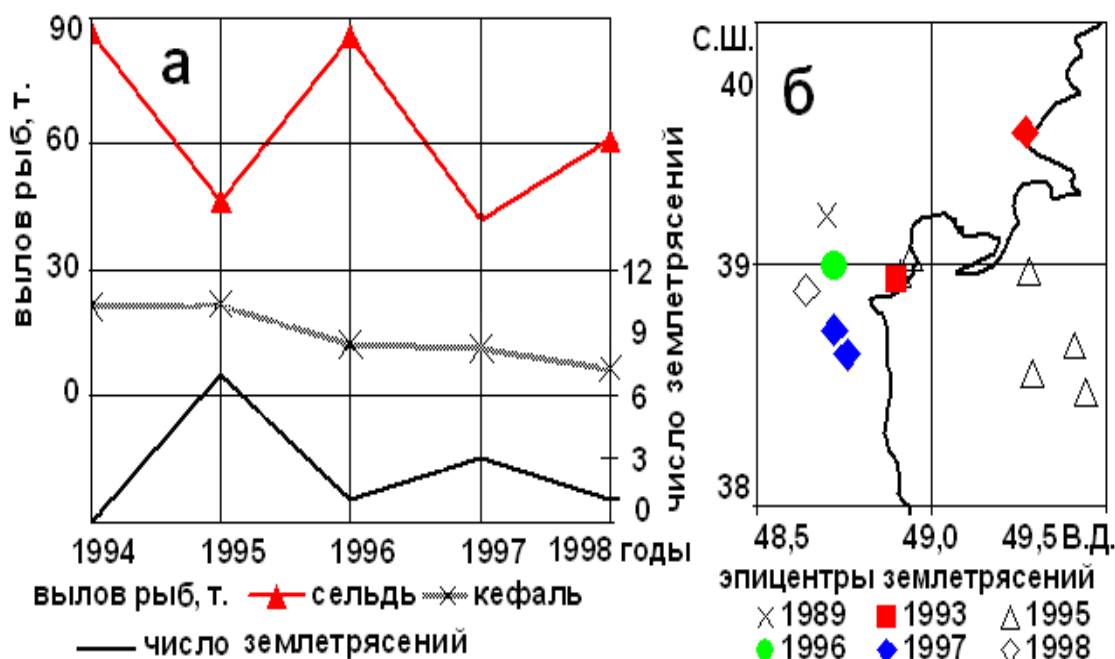 а
90
60
30
0
вылов рыб, т.
12
9
6
3
0
число землетрясений
1994 1995 1996 1997 1998 годы
вылов рыб, т. сельдь кефаль
число землетрясений
С.Ш.
б
40
39
38
48,5 49,0 49,5 В.Д.
эпицентры землетрясений
1989 1993 1995
1996 1997 1998